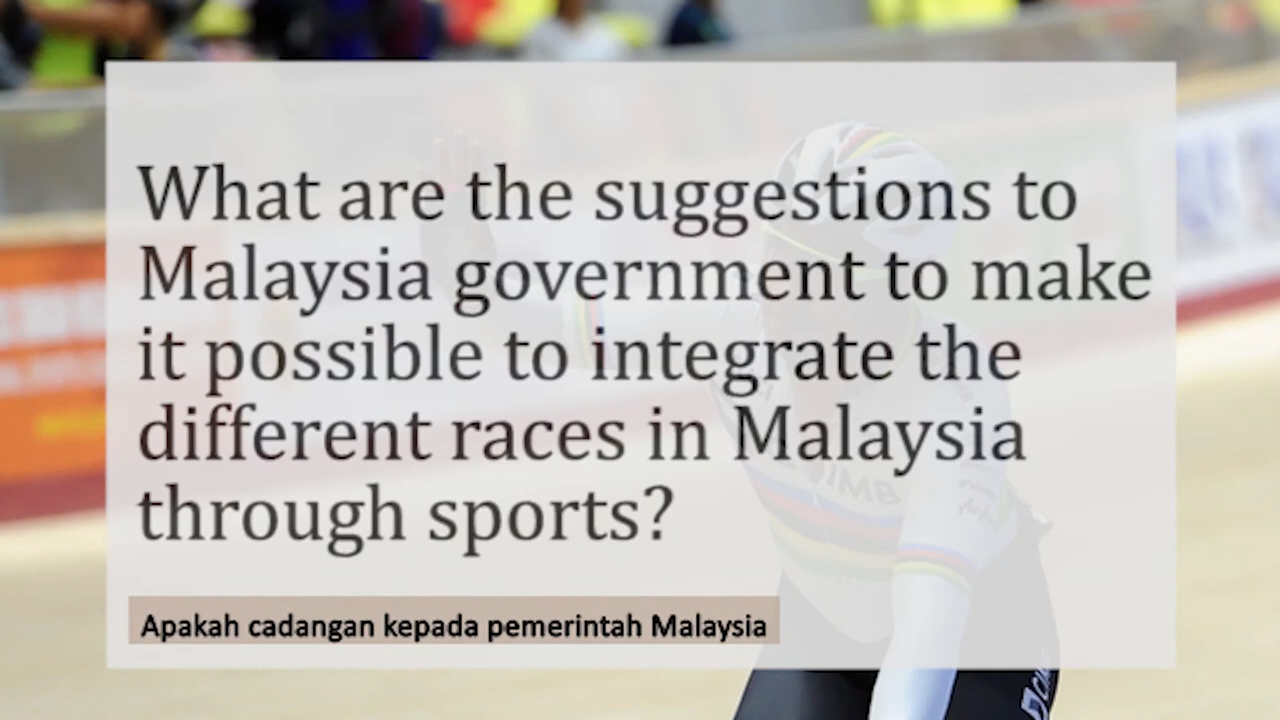 What are the suggestions to
Malaysia government to make
it possible to integrate the
different races in Malaysia
through sports?
Apakah cadangan kepada pemerintah Malaysia